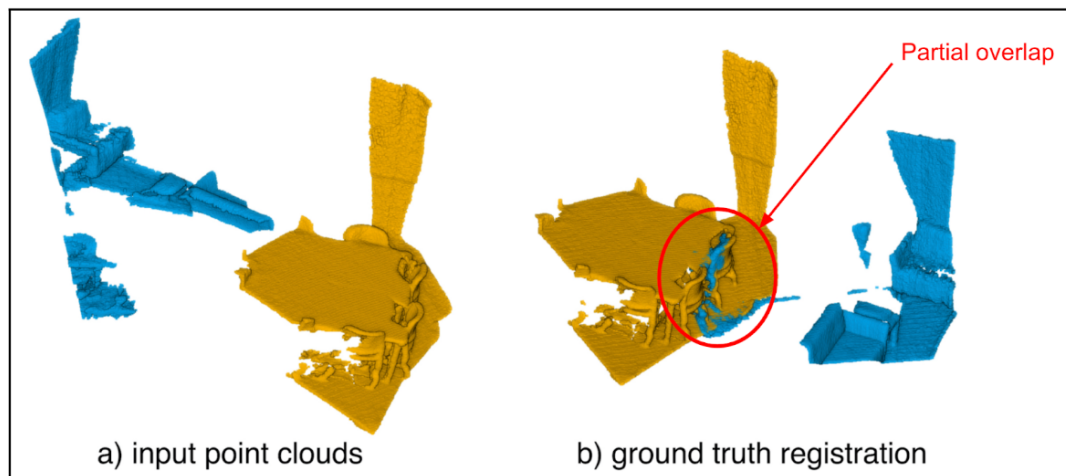 Partial overlap
a) input point clouds
b) ground truth registration